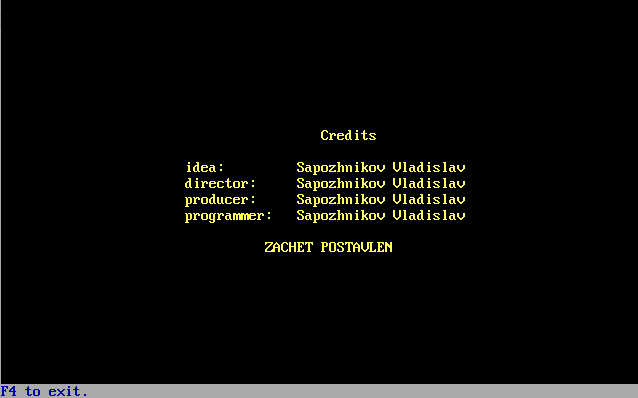 Credits
idea: Sapozhnikov Vladislav
director: Sapozhnikov Vladislav
producer: Sapozhnikov Vladislav
programmer: Sapozhnikov Vladislav
ZACHET POSTAVLEN
F4 to exit.